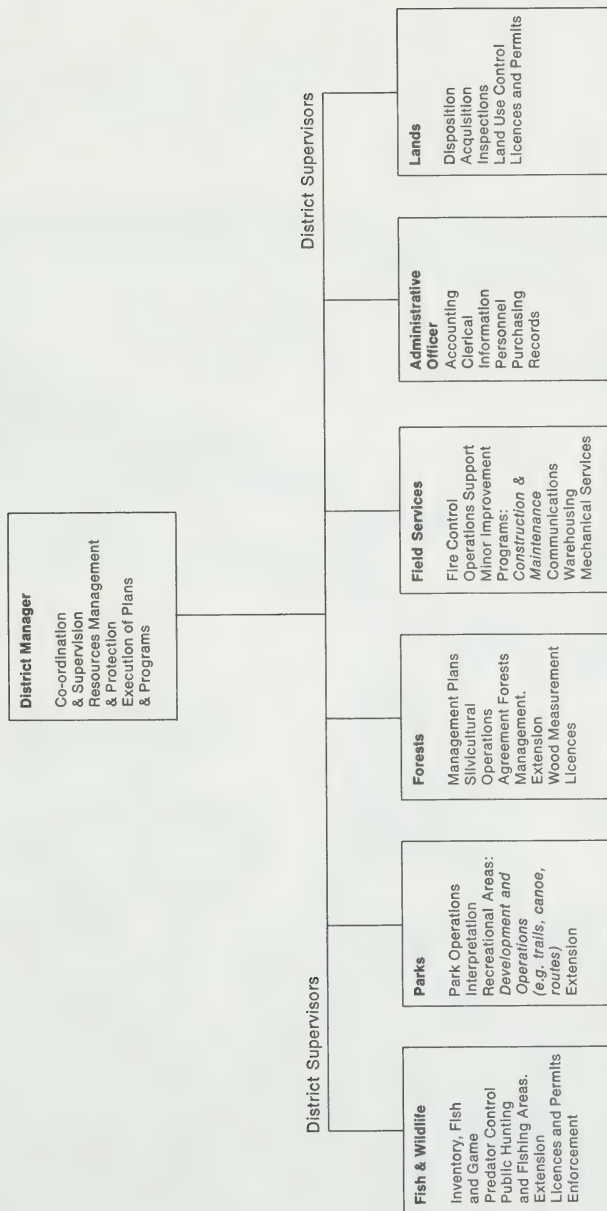 District Manager
Co-ordination
& Supervision
Resources Management
& Protection
Execution of Plans
& Programs
District Supervisors
District Supervisors
Fish & Wildlife
Inventory, Fish
and Game
Predator Control
Public Hunting
and Fishing Areas.
Extension
Licences and Permits
Enforcement
Parks
Park Operations
Interpretation
Recreational Areas:
Development and
Operations
(e.g. trails, canoe,
routes)
Extension
Forests
Management Plans
Silvicultural
Operations
Agreement Forests
Management.
Extension
Wood Measurement
Licences
Field Services
Fire Control
Operations Support
Minor Improvement
Programs:
Construction &
Maintenance
Communications
Warehousing
Mechanical Services
Administrative
Officer
Accounting
Clerical
Information
Personnel
Purchasing
Records
Lands
Disposition
Acquisition
Inspections
Land Use Control
Licences and Permits